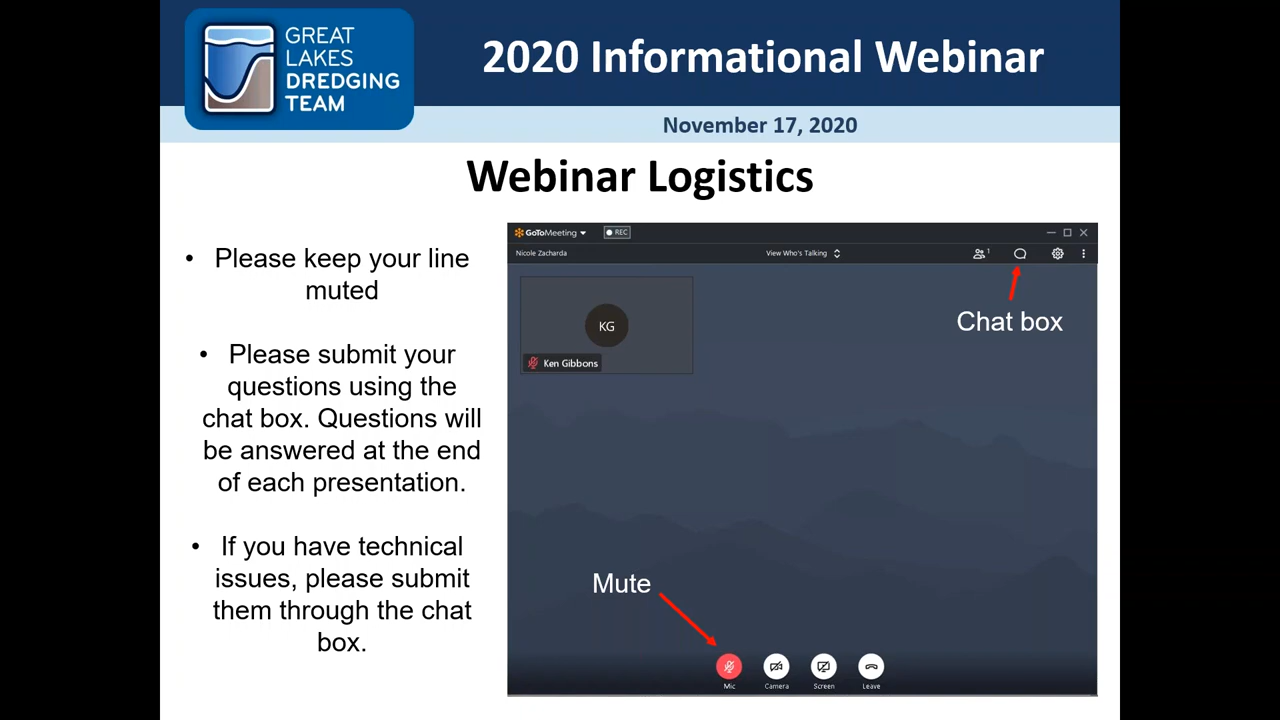 GREAT
LAKES
DREDGING
TEAM
2020 Informational Webinar
November 17, 2020
Webinar Logistics
• Please keep your line
muted
• Please submit your
questions using the
chat box. Questions will
be answered at the end
of each presentation.
• If you have technical
issues, please submit
them through the chat
box.
GoToMeeting
REC
Nicole Zacharda
View Who's Talking
1
Chat box
KG
Ken Gibbons
Mute
Mic
Camera
Screen
Leave